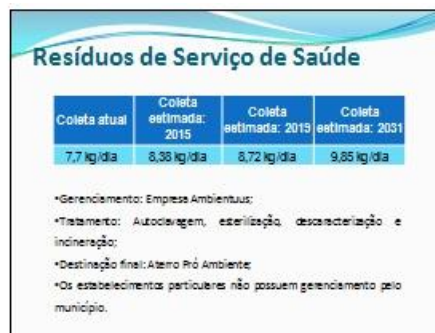 Resíduos de Serviço de Saúde
Coleta atual
Coleta estimada: 2015
Coleta estimada: 2019
Coleta estimada: 2031
7,7 kg/dia
8,38 kg/dia
8,72 kg/dia
9,85 kg/dia
•Gerenciamento: Empresa Ambientuus;
•Tratamento: Autoclavagem, esterilização, descaracterização e
incineração;
•Destinação final: Aterro Pró Ambiente;
•Os estabelecimentos particulares não possuem gerenciamento pelo
município.